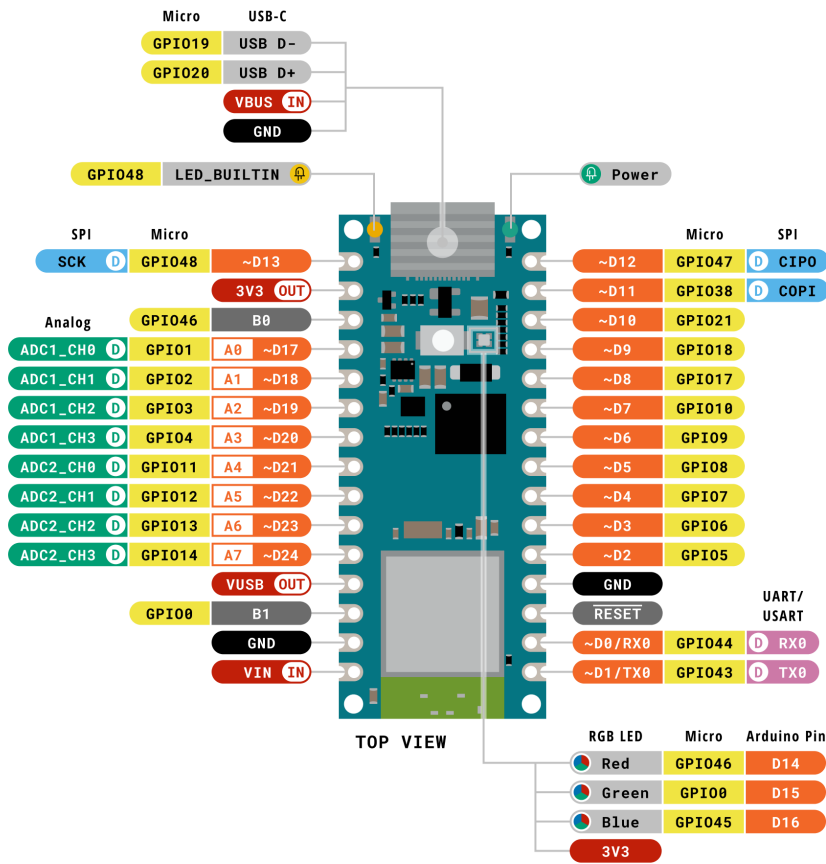 Micro USB-C
GPIO19 USB D-
GPIO20 USB D+
VBUS IN
GND
GPIO48 LED_BUILTIN
Power
SPI Micro
SCK D GPIO48 ~D13
3V3 OUT
GPIO46 B0
Analog
ADC1_CH0 D GPIO1 A0 ~D17
ADC1_CH1 D GPIO2 A1 ~D18
ADC1_CH2 D GPIO3 A2 ~D19
ADC1_CH3 D GPIO4 A3 ~D20
ADC2_CH0 D GPIO11 A4 ~D21
ADC2_CH1 D GPIO12 A5 ~D22
ADC2_CH2 D GPIO13 A6 ~D23
ADC2_CH3 D GPIO14 A7 ~D24
VUSB OUT
GPIO0 B1
GND
VIN IN
Micro SPI
~D12 GPIO47 D CIPO
~D11 GPIO38 D COPI
~D10 GPIO21
~D9 GPIO18
~D8 GPIO17
~D7 GPIO10
~D6 GPIO9
~D5 GPIO8
~D4 GPIO7
~D3 GPIO6
~D2 GPIO5
GND
RESET
UART/
USART
~D0/RX0 GPIO44 D RX0
~D1/TX0 GPIO43 D TX0
TOP VIEW
RGB LED Micro Arduino Pin
Red GPIO46 D14
Green GPIO0 D15
Blue GPIO45 D16
3V3